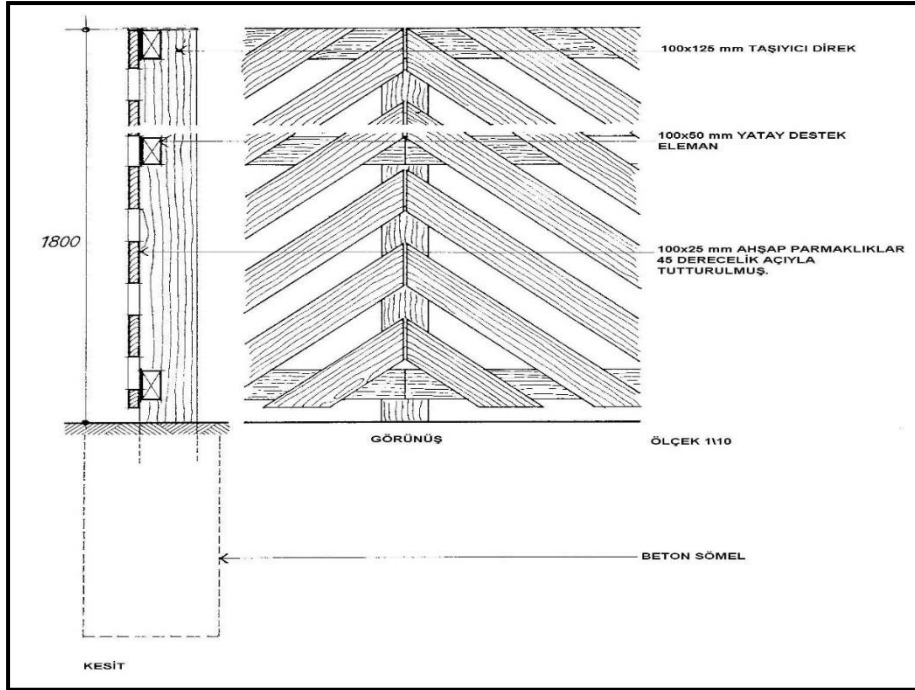 100x125 mm TAŞIYICI DİREK
100x50 mm YATAY DESTEK
ELEMAN
1800
100x25 mm AHŞAP PARMAKLIKLAR
45 DERECELİK AÇIYLA
TUTTURULMUŞ.
GÖRÜNÜŞ
ÖLÇEK 1\10
BETON SÖMEL
KESİT